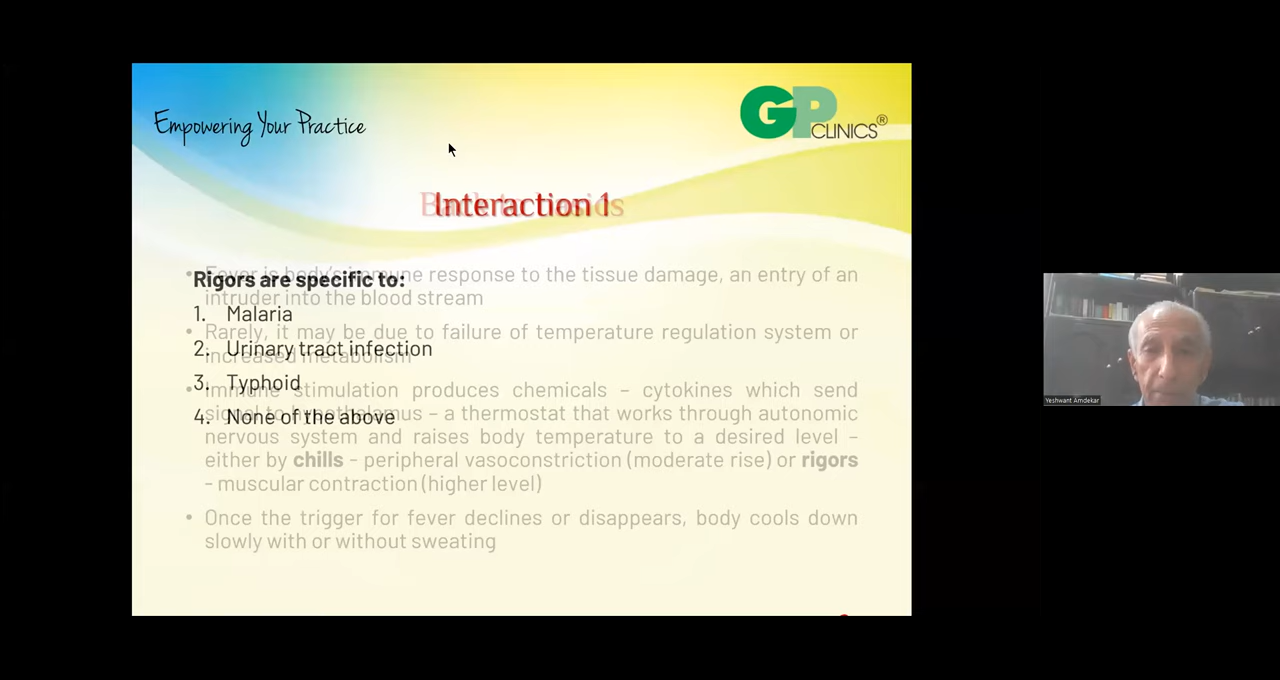 Empowering Your Practice
GP CLINICS®
Interaction 1
Back to basics
Rigors are specific to:
1. Malaria
2. Urinary tract infection
3. Typhoid
4. None of the above
• Fever is body's immune response to the tissue damage, an entry of an
intruder into the blood stream
• Rarely, it may be due to failure of temperature regulation system or
increased metabolism
• Immune stimulation produces chemicals – cytokines which send
signal to hypothalamus – a thermostat that works through autonomic
nervous system and raises body temperature to a desired level –
either by chills - peripheral vasoconstriction (moderate rise) or rigors
- muscular contraction (higher level)
• Once the trigger for fever declines or disappears, body cools down
slowly with or without sweating
Yeshwant Amdekar